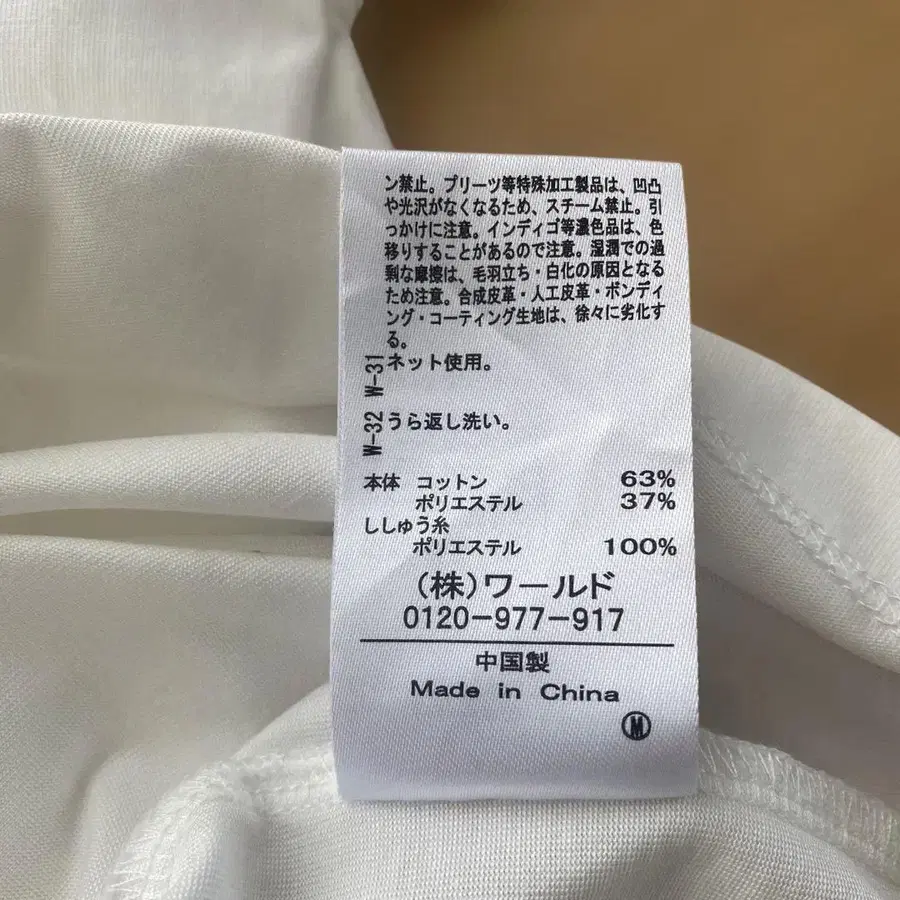 ン禁止。プリーツ等特殊加工製品は、凹凸
や光沢がなくなるため、スチーム禁止。引
っかけに注意。インディゴ等濃色品は、色
移りすることがあるので注意。湿潤での過
剰な摩擦は、毛羽立ち・白化の原因となる
ため注意。合成皮革・人工皮革・ボンディ
ング・コーティング生地は、徐々に劣化す
る。
W-31 ネット使用。
W-32 うら返し洗い。
本体 コットン 63%
ポリエステル 37%
ししゅう糸
ポリエステル 100%
(株)ワールド
0120-977-917
中国製
Made in China
M